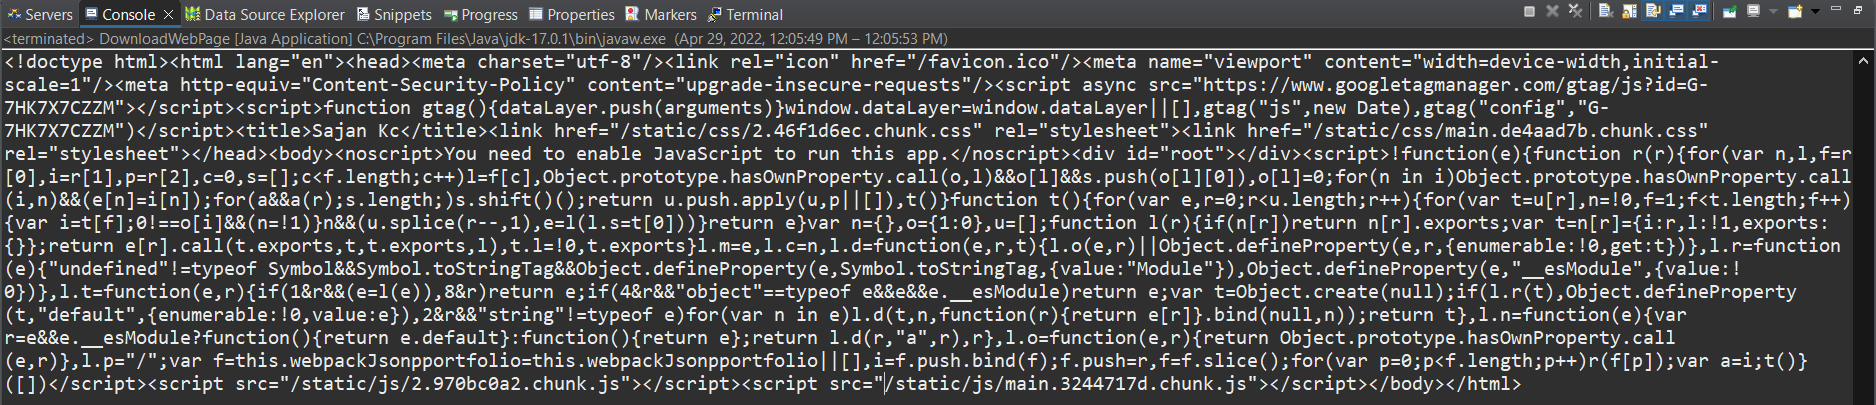 Servers Console Data Source Explorer Snippets Progress Properties Markers Terminal
<terminated> DownloadWebPage [Java Application] C:\Program Files\Java\jdk-17.0.1\bin\javaw.exe (Apr 29, 2022, 12:05:49 PM – 12:05:53 PM)
<!doctype html><html lang="en"><head><meta charset="utf-8"/><link rel="icon" href="/favicon.ico"/><meta name="viewport" content="width=device-width,initial-
scale=1"/><meta http-equiv="Content-Security-Policy" content="upgrade-insecure-requests"/><script async src="https://www.googletagmanager.com/gtag/js?id=G-
7HK7X7CZZM"></script><script>function gtag(){dataLayer.push(arguments)}window.dataLayer=window.dataLayer||[],gtag("js",new Date),gtag("config","G-
7HK7X7CZZM")</script><title>Sajan Kc</title><link href="/static/css/2.46f1d6ec.chunk.css" rel="stylesheet"><link href="/static/css/main.de4aad7b.chunk.css"
rel="stylesheet"></head><body><noscript>You need to enable JavaScript to run this app.</noscript><div id="root"></div><script>!function(e){function r(r){for(var n,l,f=r
[0],i=r[1],p=r[2],c=0,s=[];c<f.length;c++)l=f[c],Object.prototype.hasOwnProperty.call(o,l)&&o[l]&&s.push(o[l][0]),o[l]=0;for(n in i)Object.prototype.hasOwnProperty.call
(i,n)&&(e[n]=i[n]);for(a&&a(r);s.length;)s.shift()();return u.push.apply(u,p||[]),t()}function t(){for(var e,r=0;r<u.length;r++){for(var t=u[r],n=!0,f=1;f<t.length;f++)
{var i=t[f];0!==o[i]&&(n=!1)}n&&(u.splice(r--,1),e=l(l.s=t[0]))}return e}var n={},o={1:0},u=[];function l(r){if(n[r])return n[r].exports;var t=n[r]={i:r,l:!1,exports:
{}};return e[r].call(t.exports,t,t.exports,l),t.l=!0,t.exports}l.m=e,l.c=n,l.d=function(e,r,t){l.o(e,r)||Object.defineProperty(e,r,{enumerable:!0,get:t})},l.r=function
(e){"undefined"!=typeof Symbol&&Symbol.toStringTag&&Object.defineProperty(e,Symbol.toStringTag,{value:"Module"}),Object.defineProperty(e,"__esModule",{value:!
0})},l.t=function(e,r){if(1&r&&(e=l(e)),8&r)return e;if(4&r&&"object"==typeof e&&e&&e.__esModule)return e;var t=Object.create(null);if(l.r(t),Object.defineProperty
(t,"default",{enumerable:!0,value:e}),2&r&&"string"!=typeof e)for(var n in e)l.d(t,n,function(r){return e[r]}.bind(null,n));return t},l.n=function(e){var
r=e&&e.__esModule?function(){return e.default}:function(){return e};return l.d(r,"a",r),r},l.o=function(e,r){return Object.prototype.hasOwnProperty.call
(e,r)},l.p="/";var f=this.webpackJsonpportfolio=this.webpackJsonpportfolio||[],i=f.push.bind(f);f.push=r,f=f.slice();for(var p=0;p<f.length;p++)r(f[p]);var a=i;t()}
([])</script><script src="/static/js/2.970bc0a2.chunk.js"></script><script src="/static/js/main.3244717d.chunk.js"></script></body></html>